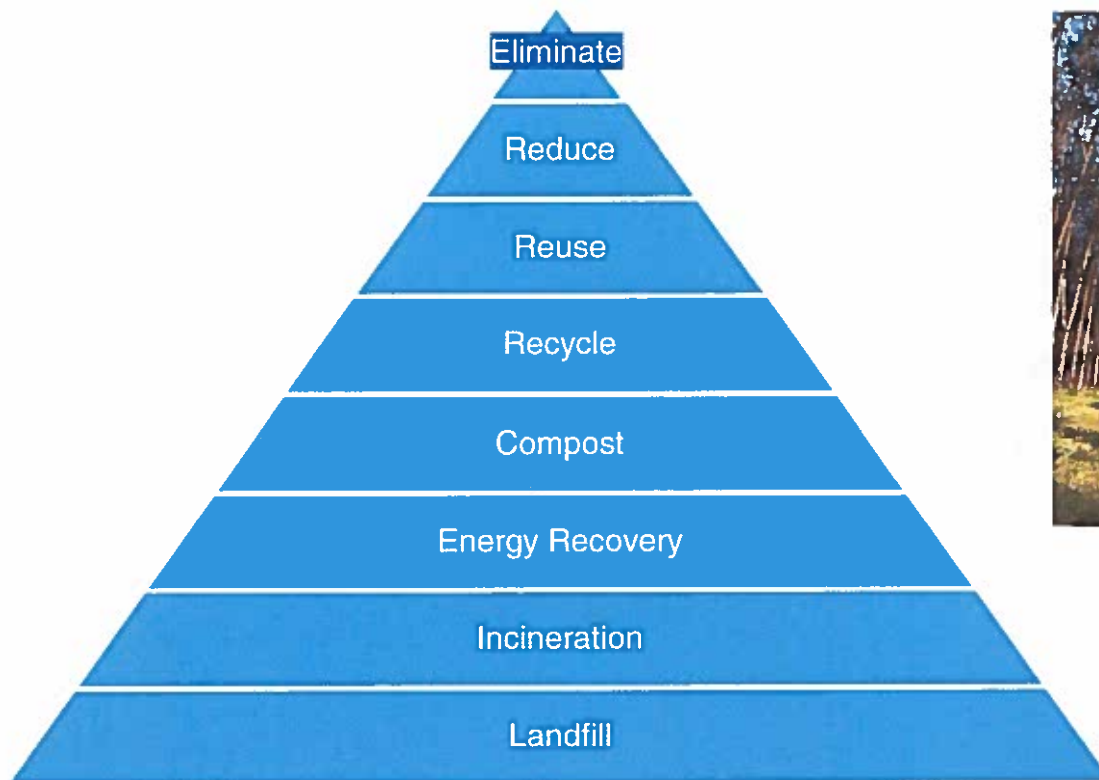 Eliminate
Reduce
Reuse
Recycle
Compost
Energy Recovery
Incineration
Landfill